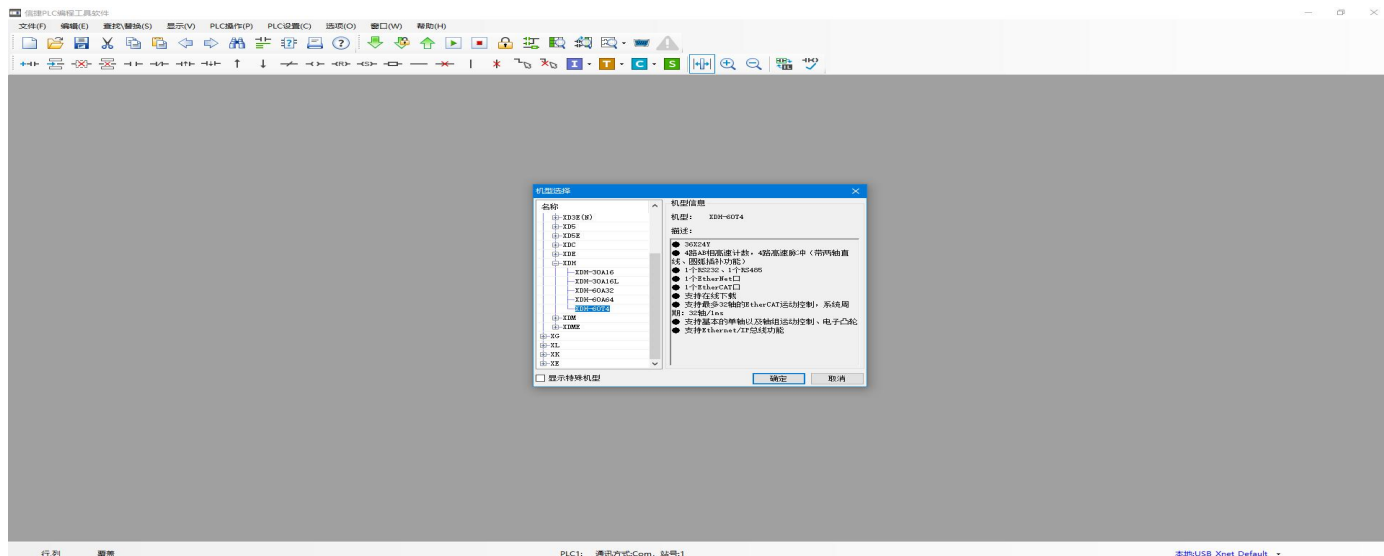 信捷PLC编程工具软件
文件(F) 编辑(E) 查找\替换(S) 显示(V) PLC操作(P) PLC设置(C) 选项(O) 窗口(W) 帮助(H)
I T C S
机型选择
名称
XD3E(N)
XD5
XD5E
XDC
XDE
XDH
XDH-30A16
XDH-30A16L
XDH-60A32
XDH-60A64
XDH-60T4
XDM
XDME
XG
XL
XK
XE
显示特殊机型
机型信息
机型: XDH-60T4
描述:
● 36X24Y
● 4路AB相高速计数,4路高速脉冲(带两轴直
线、圆弧插补功能)
● 1个RS232、1个RS485
● 1个EtherNet口
● 1个EtherCAT口
● 支持在线下载
● 支持最多32轴的EtherCAT运动控制,系统周
期:32轴/1ms
● 支持基本的单轴以及轴组运动控制、电子凸轮
● 支持Ethernet/IP总线功能
确定 取消
行,列 覆盖 PLC1: 通讯方式:Com, 站号:1 本地:USB_Xnet_Default